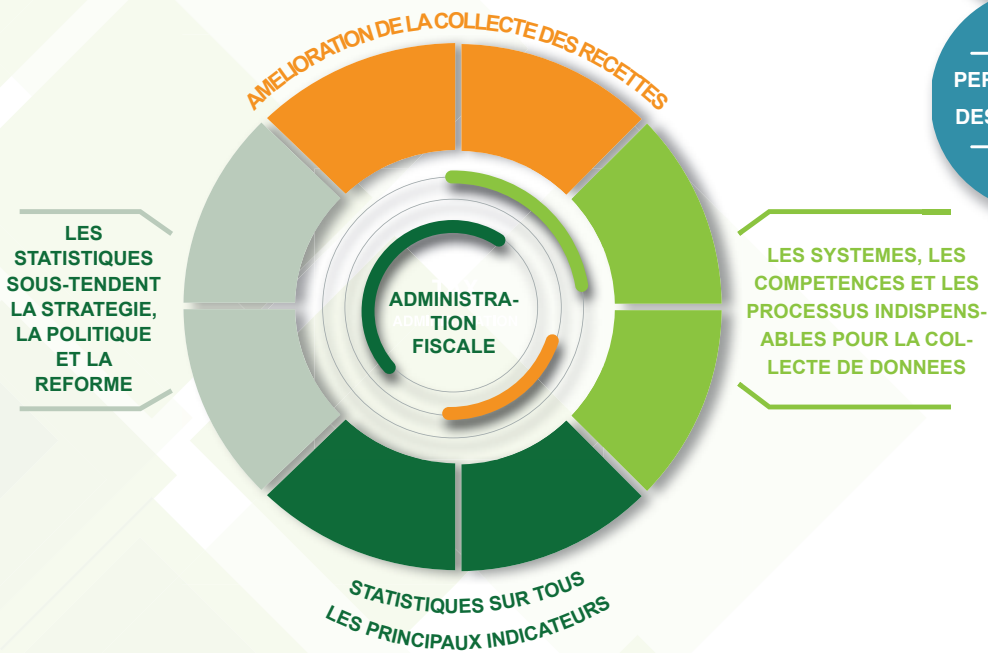 AMELIORATION DE LA COLLECTE DES RECETTES
LES
STATISTIQUES
SOUS-TENDENT
LA STRATEGIE,
LA POLITIQUE
ET LA
REFORME
ADMINISTRA-
TION
FISCALE
LES SYSTEMES, LES
COMPETENCES ET LES
PROCESSUS INDISPENS-
ABLES POUR LA COL-
LECTE DE DONNEES
STATISTIQUES SUR TOUS
LES PRINCIPAUX INDICATEURS
DES